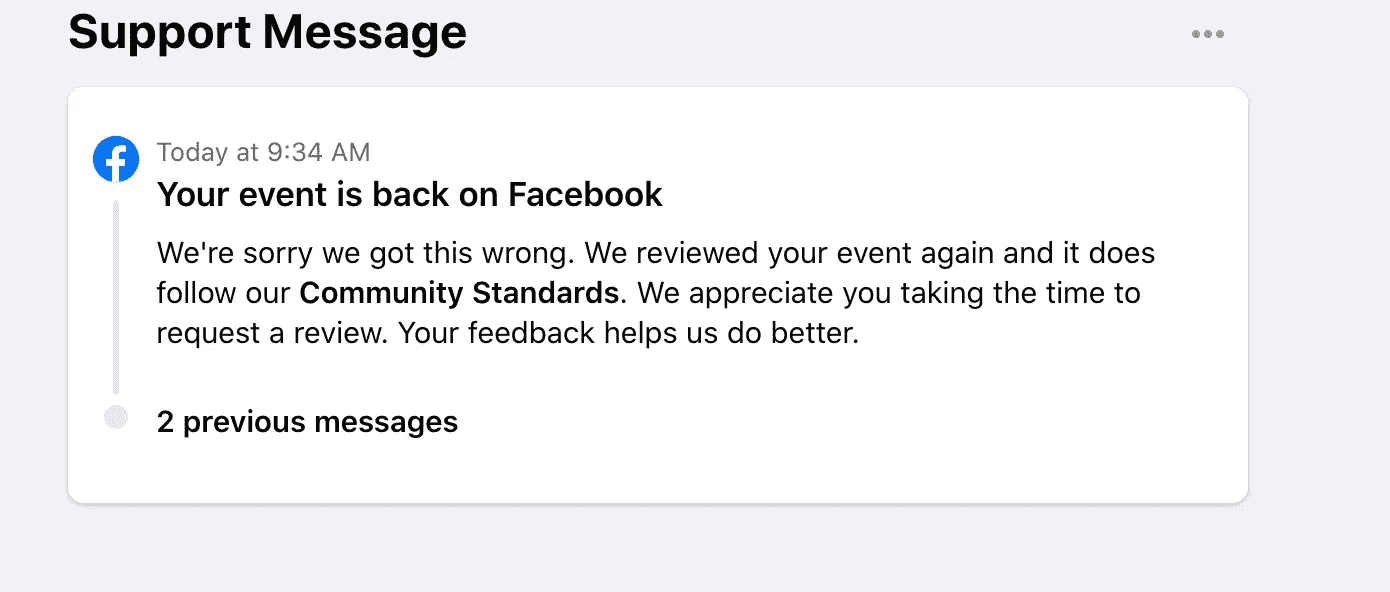 Support Message
Today at 9:34 AM
Your event is back on Facebook
We're sorry we got this wrong. We reviewed your event again and it does
follow our Community Standards. We appreciate you taking the time to
request a review. Your feedback helps us do better.
2 previous messages